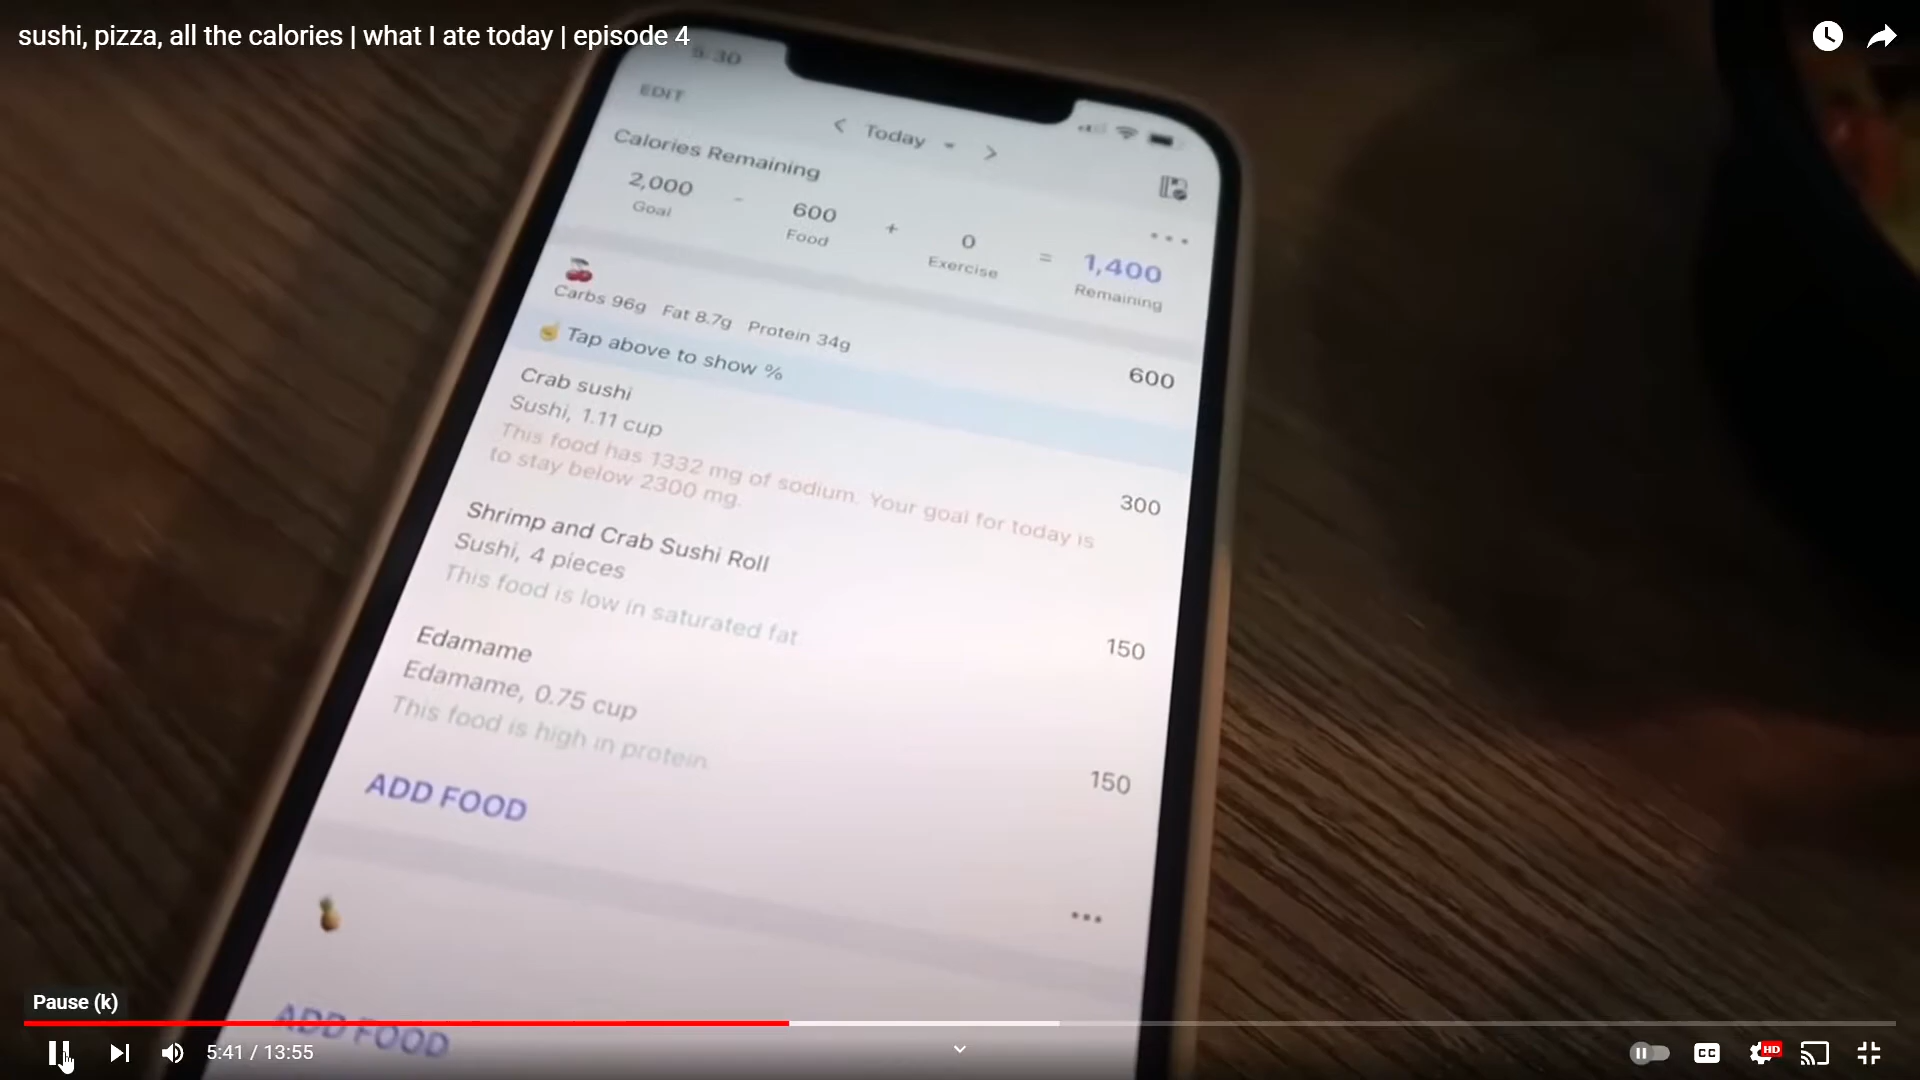 sushi, pizza, all the calories | what I ate today | episode 4
5:30
EDIT
Today
Calories Remaining
2,000 - 600 + 0 = 1,400
Goal Food Exercise Remaining
Carbs 96g Fat 8.7g Protein 34g
600
Tap above to show %
Crab sushi
Sushi, 1.11 cup
300
This food has 1332 mg of sodium. Your goal for today is
to stay below 2300 mg.
Shrimp and Crab Sushi Roll
Sushi, 4 pieces
150
This food is low in saturated fat.
Edamame
Edamame, 0.75 cup
150
This food is high in protein.
ADD FOOD
ADD FOOD
Pause (k)
5:41 / 13:55
CC
HD